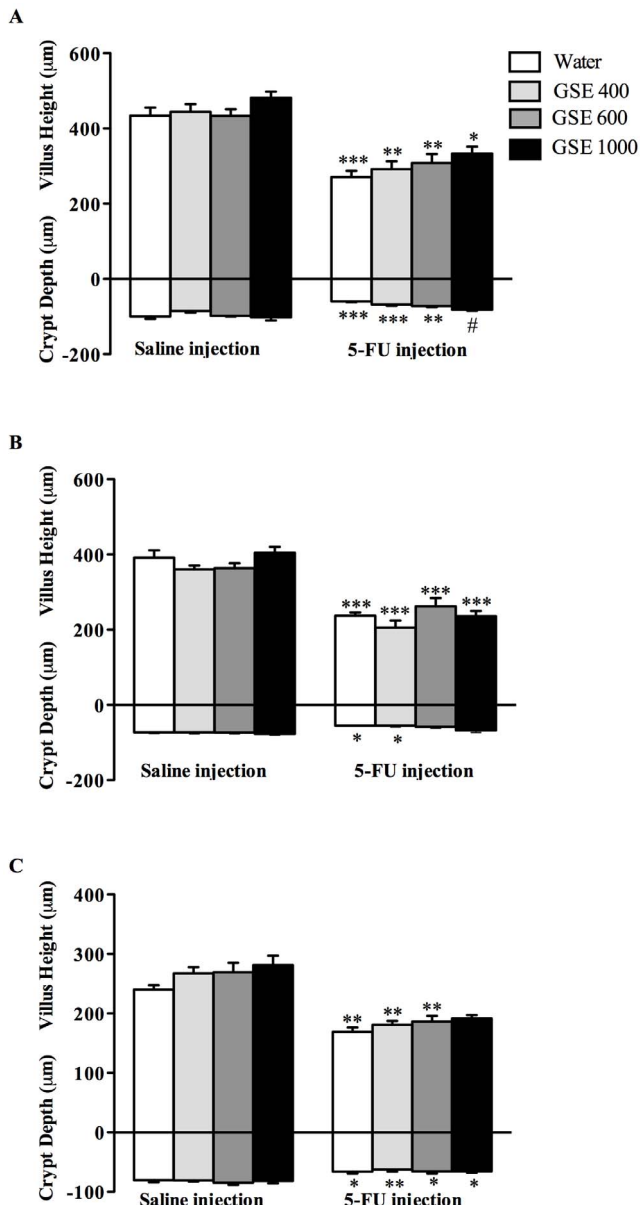 A
Villus Height (µm)
Crypt Depth (µm)
600
400
200
0
-200
Water
GSE 400
GSE 600
GSE 1000
*** ** ** *
*** *** ** #
Saline injection 5-FU injection
B
Villus Height (µm)
Crypt Depth (µm)
600
400
200
0
-200
*** *** *** ***
* *
Saline injection 5-FU injection
C
Villus Height (µm)
Crypt Depth (µm)
400
300
200
100
0
-100
** ** **
* ** * *
Saline injection 5-FU injection